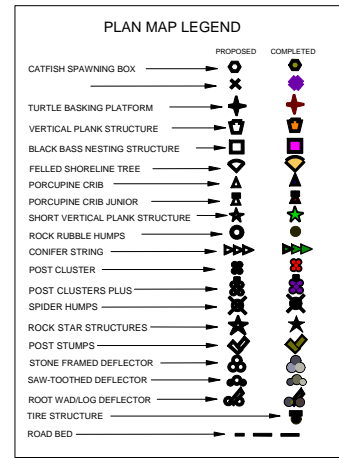 PLAN MAP LEGEND
PROPOSED COMPLETED
CATFISH SPAWNING BOX
TURTLE BASKING PLATFORM
VERTICAL PLANK STRUCTURE
BLACK BASS NESTING STRUCTURE
FELLED SHORELINE TREE
PORCUPINE CRIB
PORCUPINE CRIB JUNIOR
SHORT VERTICAL PLANK STRUCTURE
ROCK RUBBLE HUMPS
CONIFER STRING
POST CLUSTER
POST CLUSTERS PLUS
SPIDER HUMPS
ROCK STAR STRUCTURES
POST STUMPS
STONE FRAMED DEFLECTOR
SAW-TOOTHED DEFLECTOR
ROOT WAD/LOG DEFLECTOR
TIRE STRUCTURE
ROAD BED